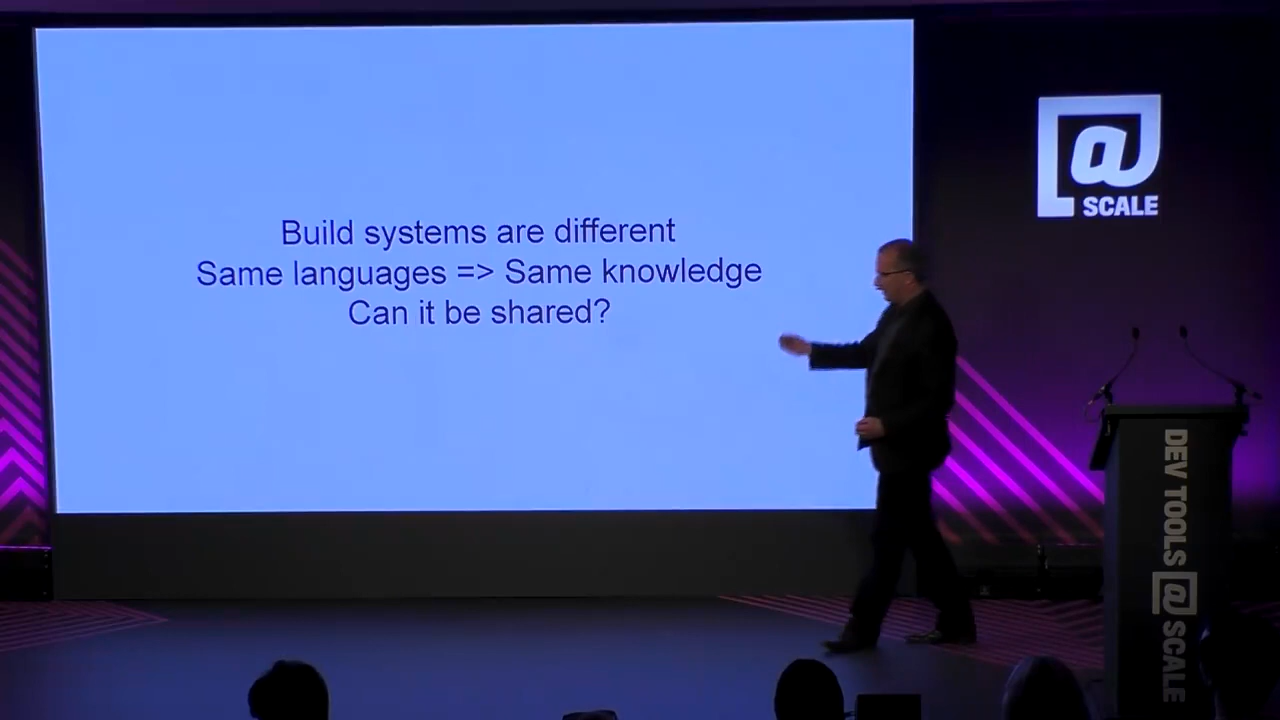 Build systems are different
Same languages => Same knowledge
Can it be shared?
@
SCALE
DEV TOOLS @ SCALE